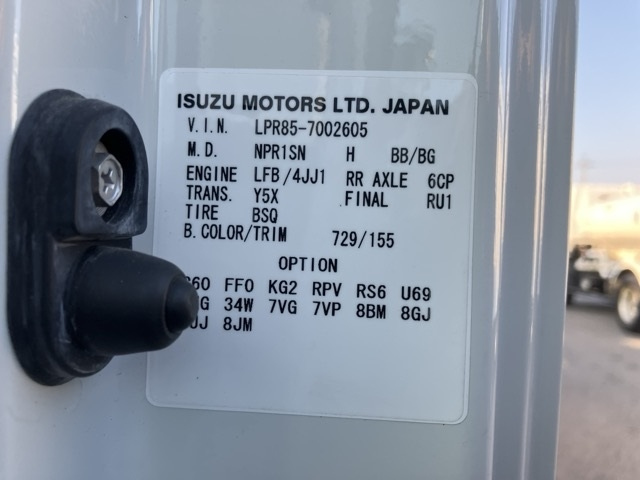 ISUZU MOTORS LTD. JAPAN
V.I.N. LPR85-7002605
M.D. NPR1SN H BB/BG
ENGINE LFB/4JJ1 RR AXLE 6CP
TRANS. Y5X FINAL RU1
TIRE BSQ
B.COLOR/TRIM 729/155
OPTION
FF0 KG2 RPV RS6 U69
34W 7VG 7VP 8BM 8GJ
8JM